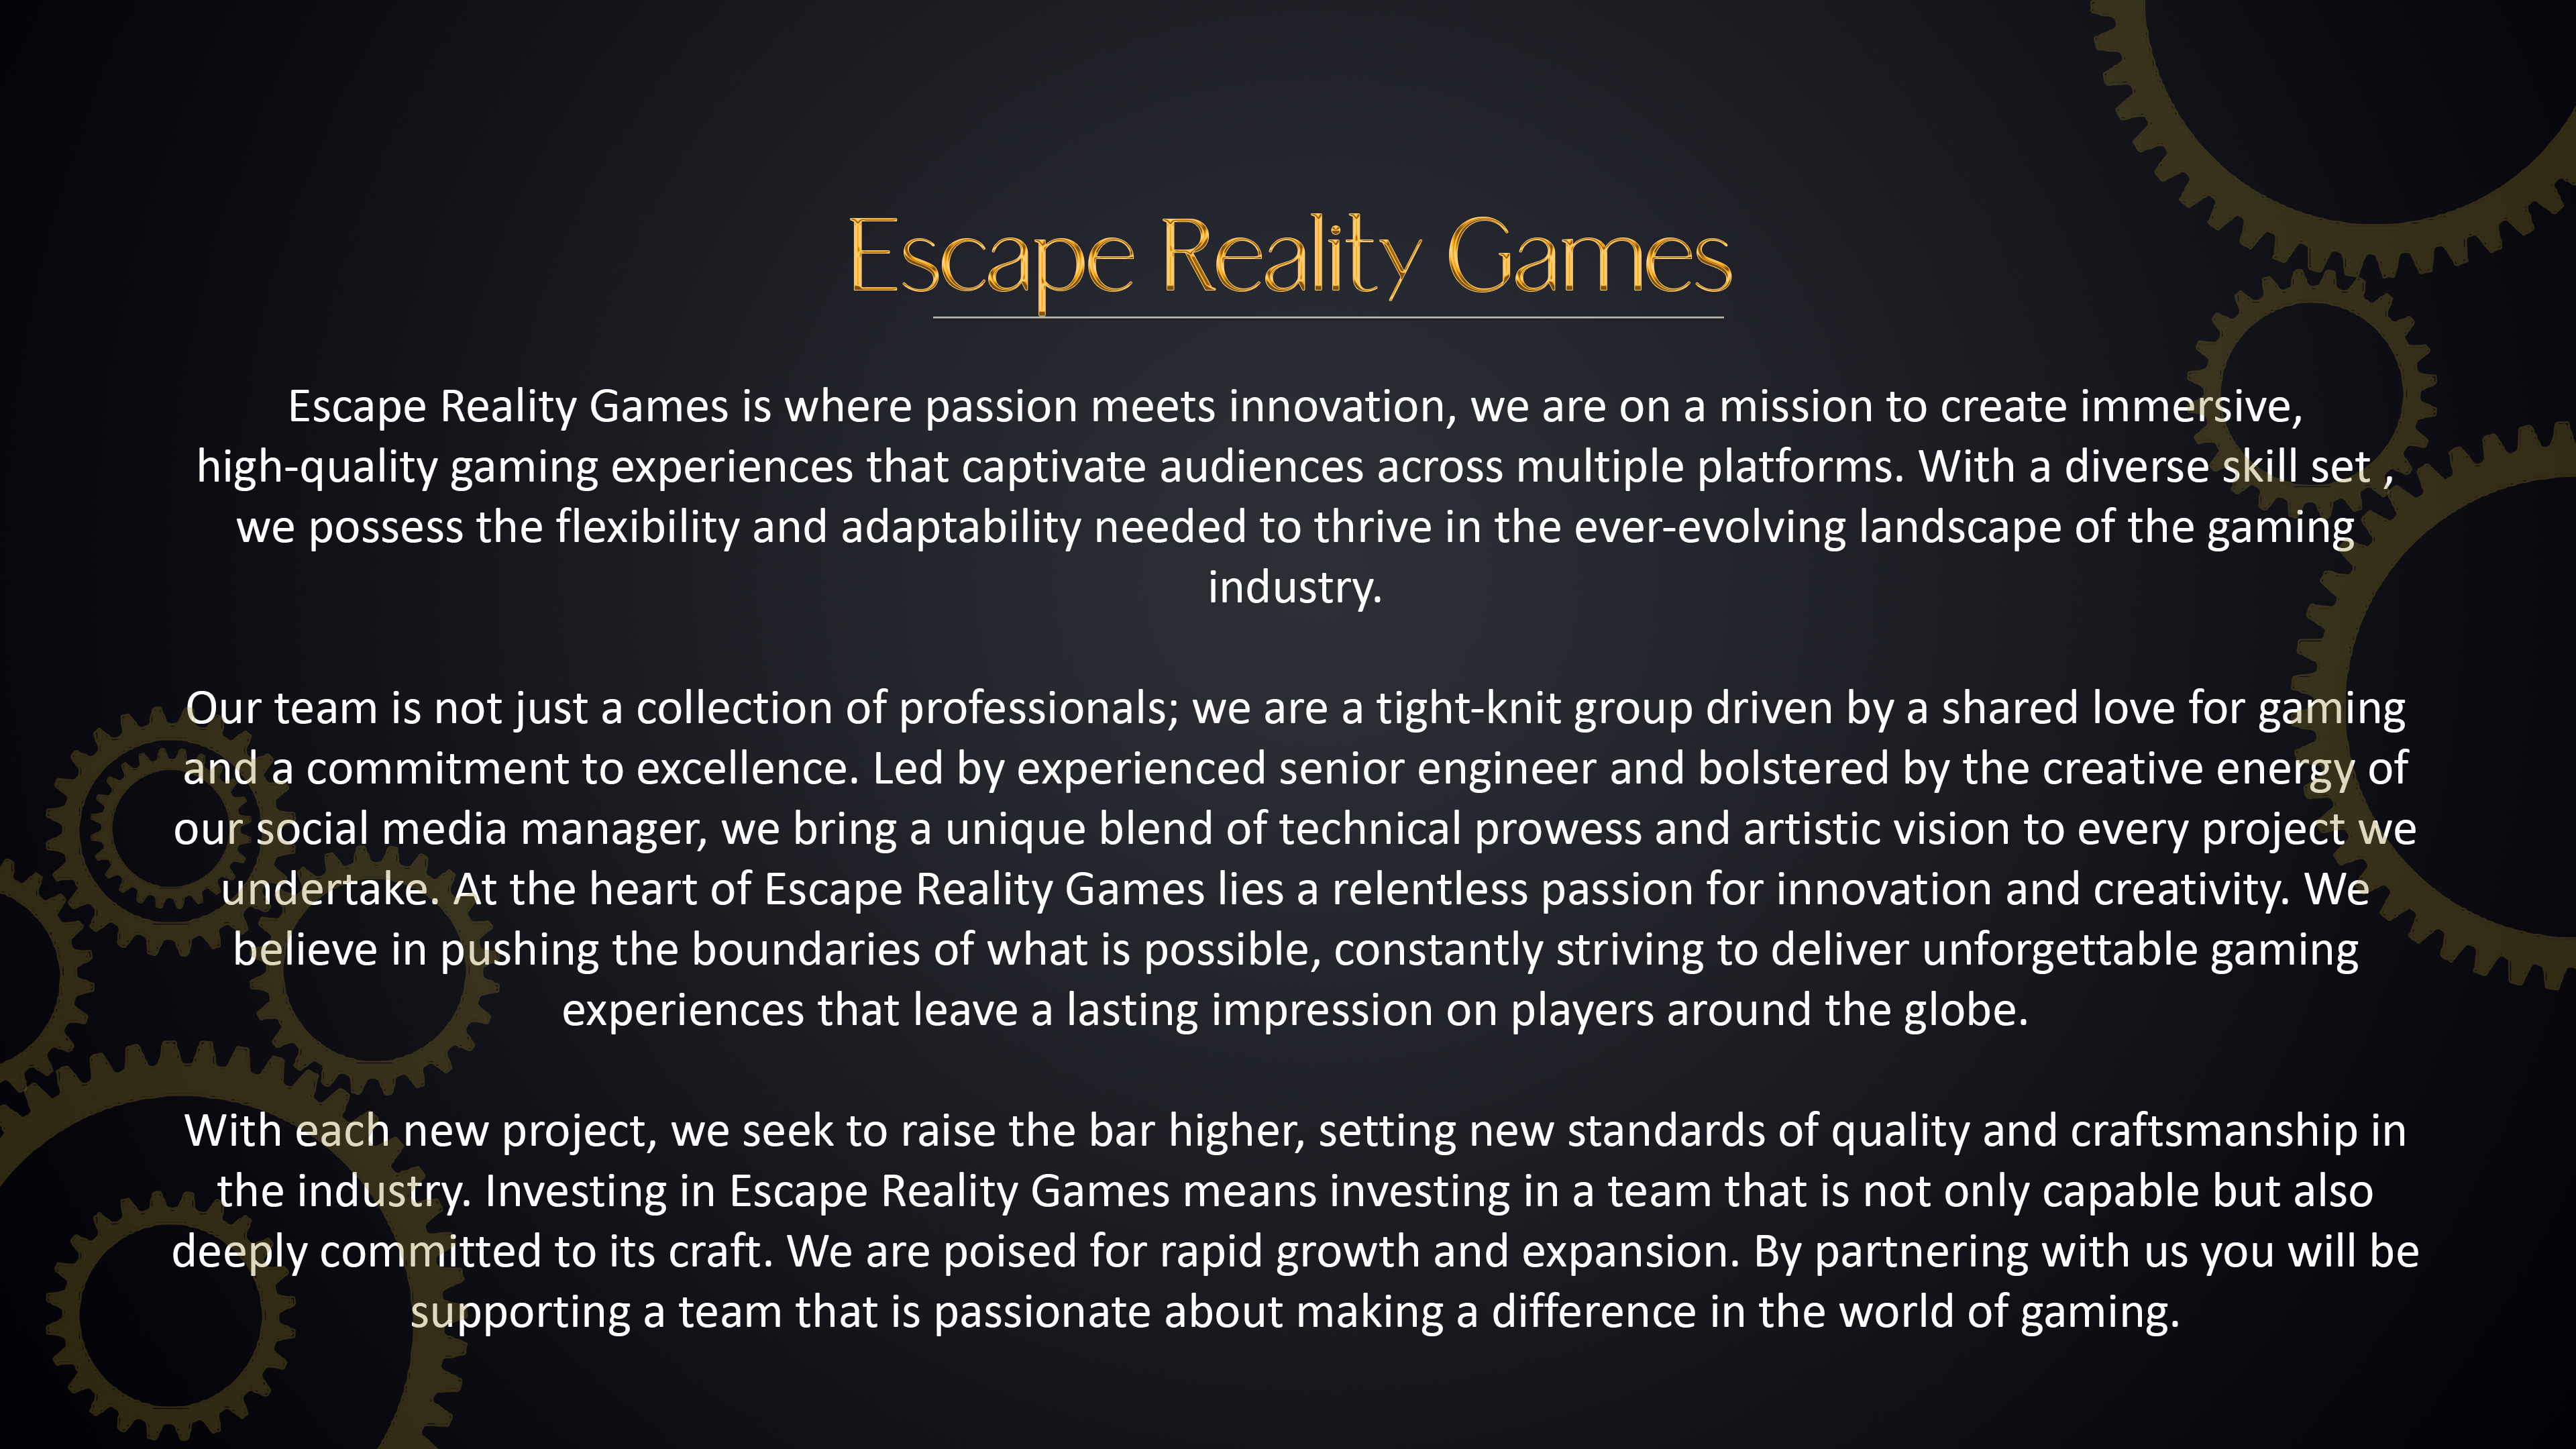 Escape Reality Games
Escape Reality Games is where passion meets innovation, we are on a mission to create immersive,
high-quality gaming experiences that captivate audiences across multiple platforms. With a diverse skill set ,
we possess the flexibility and adaptability needed to thrive in the ever-evolving landscape of the gaming
industry.
Our team is not just a collection of professionals; we are a tight-knit group driven by a shared love for gaming
and a commitment to excellence. Led by experienced senior engineer and bolstered by the creative energy of
our social media manager, we bring a unique blend of technical prowess and artistic vision to every project we
undertake. At the heart of Escape Reality Games lies a relentless passion for innovation and creativity. We
believe in pushing the boundaries of what is possible, constantly striving to deliver unforgettable gaming
experiences that leave a lasting impression on players around the globe.
With each new project, we seek to raise the bar higher, setting new standards of quality and craftsmanship in
the industry. Investing in Escape Reality Games means investing in a team that is not only capable but also
deeply committed to its craft. We are poised for rapid growth and expansion. By partnering with us you will be
supporting a team that is passionate about making a difference in the world of gaming.